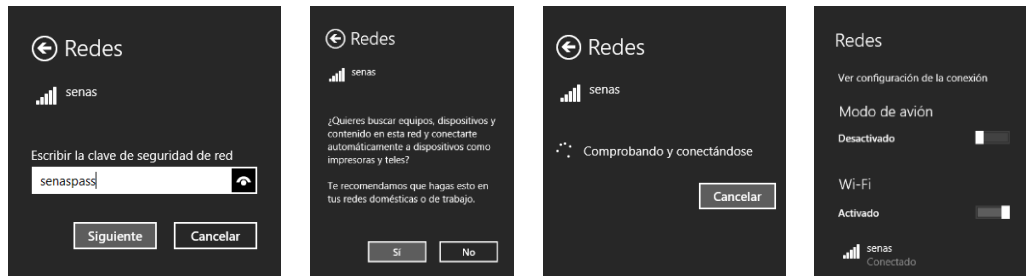 Redes
senas
Escribir la clave de seguridad de red
senaspass
Siguiente
Cancelar
Redes
senas
¿Quieres buscar equipos, dispositivos y
contenido en esta red y conectarte
automáticamente a dispositivos como
impresoras y teles?
Te recomendamos que hagas esto en
tus redes domésticas o de trabajo.
Sí
No
Redes
senas
Comprobando y conectándose
Cancelar
Redes
Ver configuración de la conexión
Modo de avión
Desactivado
Wi-Fi
Activado
senas
Conectado